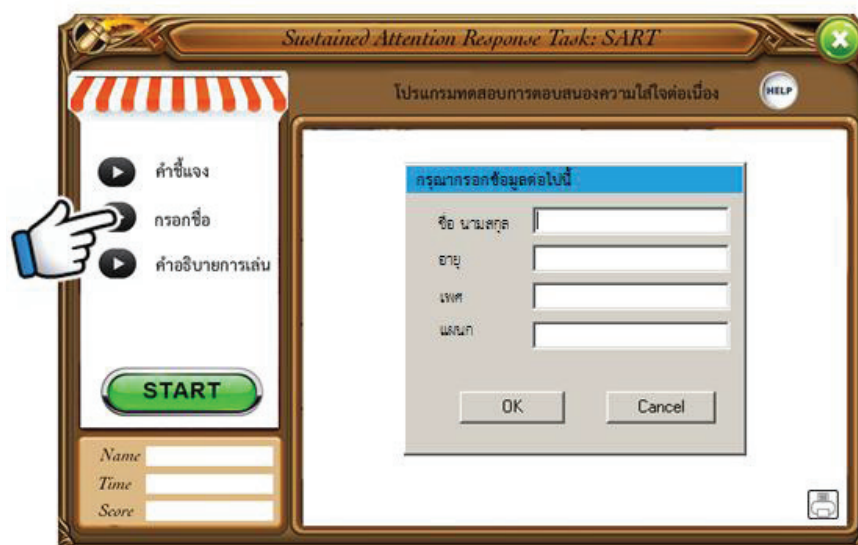 Sustained Attention Response Task: SART
โปรแกรมทดสอบการตอบสนองความใส่ใจต่อเนื่อง
HELP
คำชี้แจง
กรอกชื่อ
คำอธิบายการเล่น
START
Name
Time
Score
กรุณากรอกข้อมูลต่อไปนี้
ชื่อ นามสกุล
อายุ
เพศ
แผนก
OK Cancel